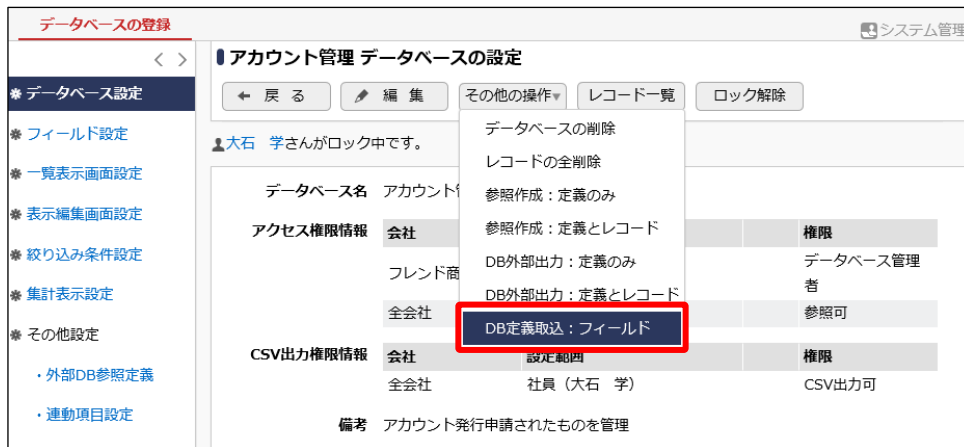 データベースの登録
システム管理
< >
アカウント管理 データベースの設定
データベース設定
戻 る
編 集
その他の操作▼
レコード一覧
ロック解除
フィールド設定
大石 学さんがロック中です。
データベースの削除
レコードの全削除
一覧表示画面設定
データベース名 アカウント
参照作成：定義のみ
表示編集画面設定
アクセス権限情報 会社
参照作成：定義とレコード
権限
絞り込み条件設定
フレンド商
DB外部出力：定義のみ
データベース管理
者
集計表示設定
DB外部出力：定義とレコード
全会社
参照可
その他設定
DB定義取込：フィールド
CSV出力権限情報 会社 設定範囲 権限
・外部DB参照定義
全会社 社員（大石 学） CSV出力可
・連動項目設定
備考 アカウント発行申請されたものを管理